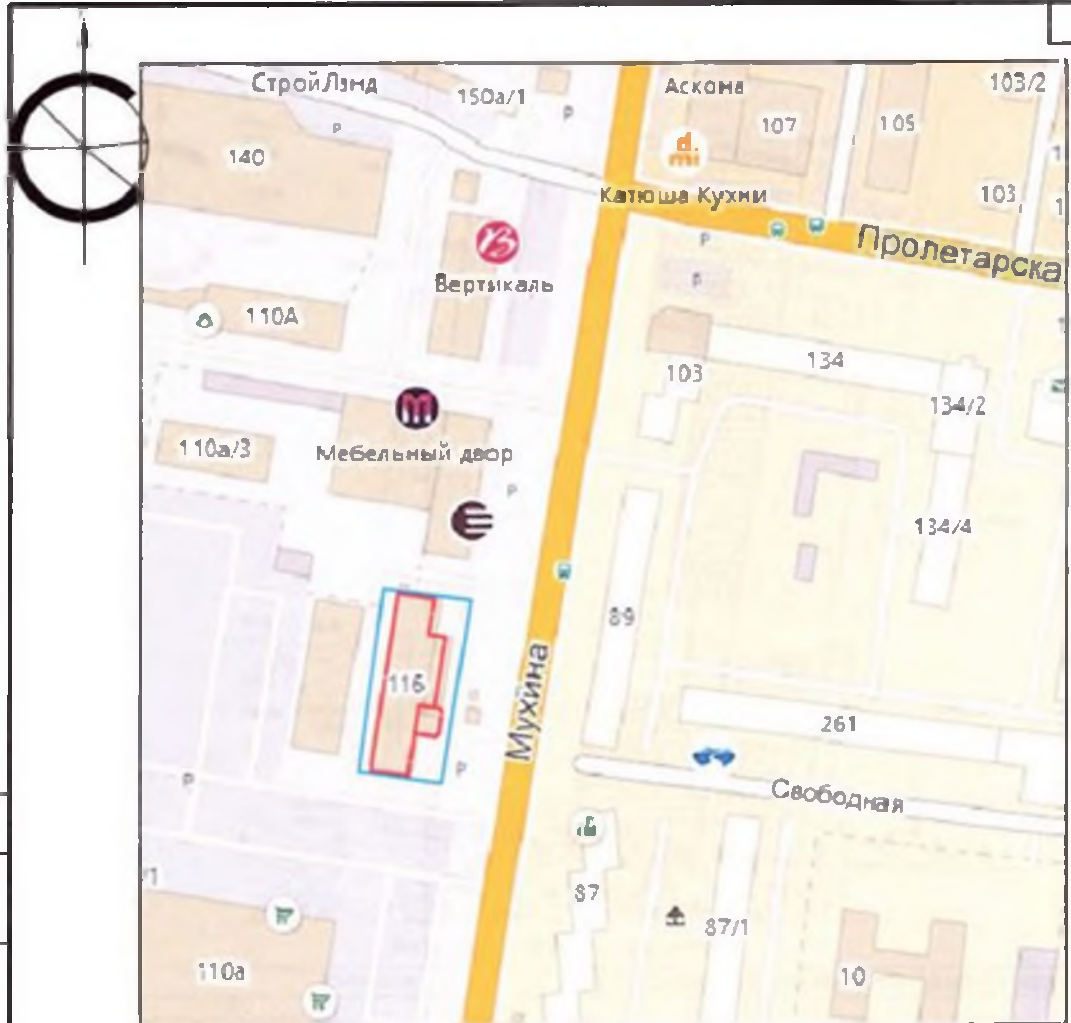 СтройЛэнд
150а/1
Аскона
103/2
P
P
107
105
140
d.
mi
Катюша Кухни
103
Пролетарска
P
Вертикаль
P
110А
134
103
134/2
110а/3
Мебельный двор
P
134/4
89
116
Мухина
261
P
P
Свободная
87
87/1
110а
10